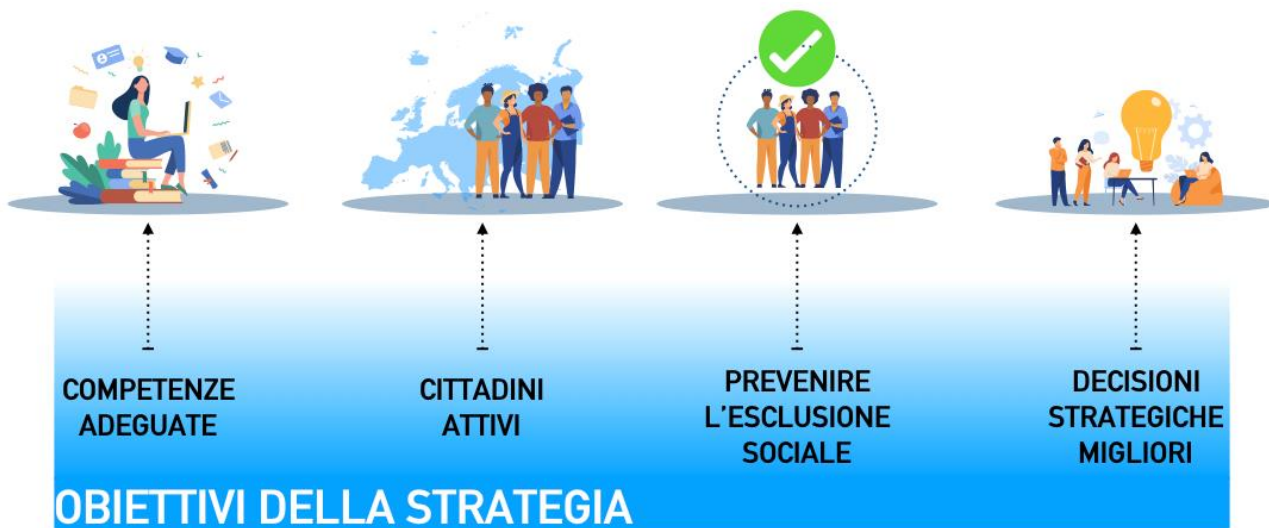 COMPETENZE
ADEGUATE
CITTADINI
ATTIVI
PREVENIRE
L’ESCLUSIONE
SOCIALE
DECISIONI
STRATEGICHE
MIGLIORI
OBIETTIVI DELLA STRATEGIA